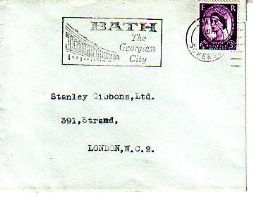 BATH
The
Georgian
City
E R
Stanley Gibbons,Ltd.
391,Strand,
LONDON,W.C.2.